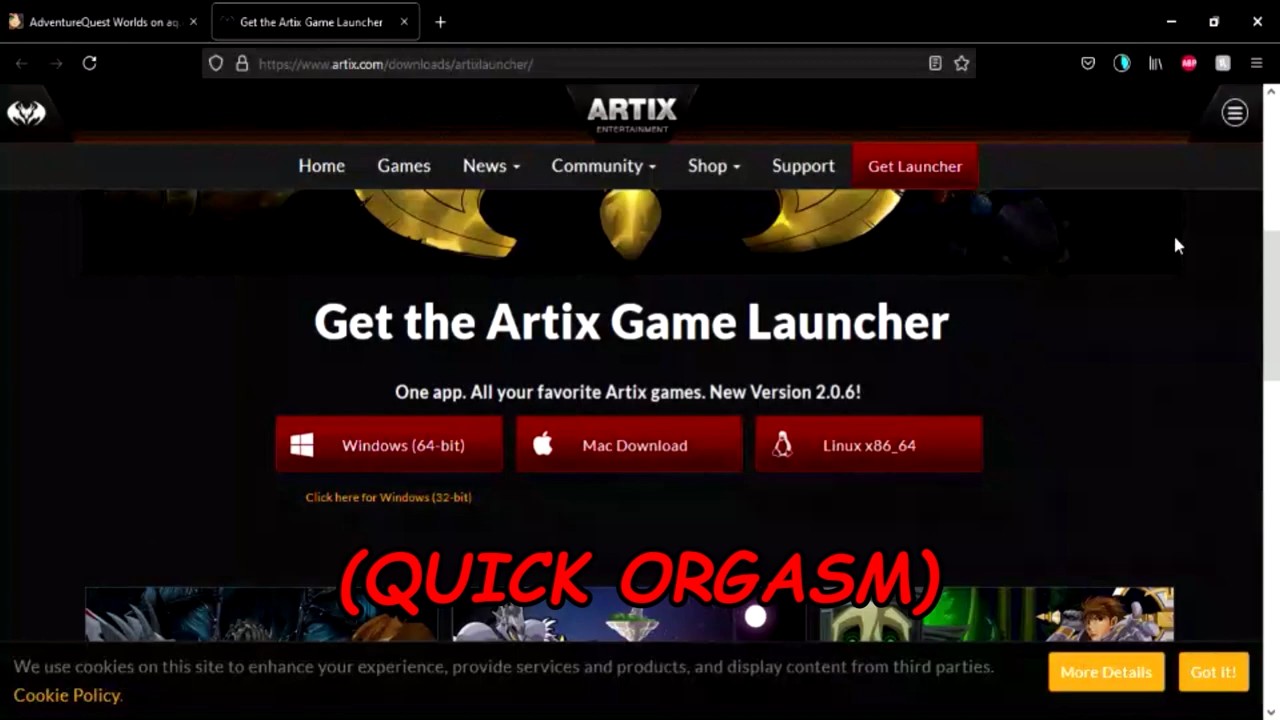 AdventureQuest Worlds on aq
Get the Artix Game Launcher
https://www.artix.com/downloads/artixlauncher/
ABP
ARTIX
ENTERTAINMENT
Home Games News Community Shop Support Get Launcher
Get the Artix Game Launcher
One app. All your favorite Artix games. New Version 2.0.6!
Windows (64-bit) Mac Download Linux x86_64
Click here for Windows (32-bit)
(QUICK ORGASM)
We use cookies on this site to enhance your experience, provide services and products, and display content from third parties.
Cookie Policy.
More Details Got it!